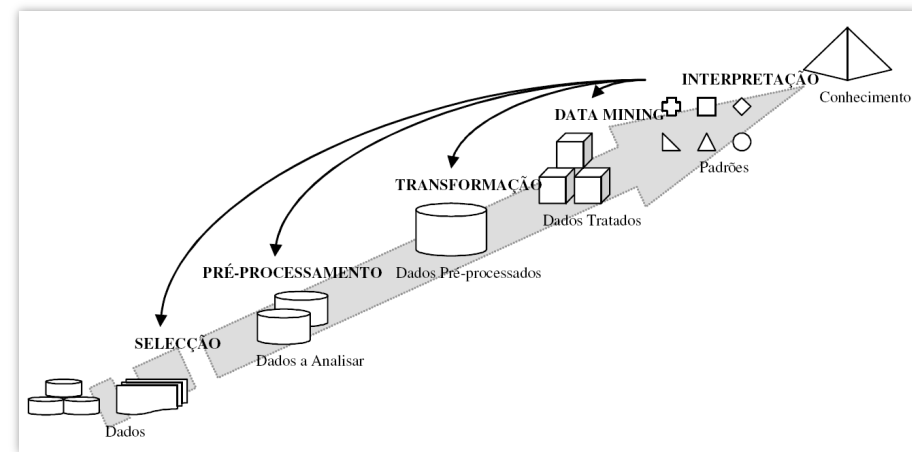 INTERPRETAÇÃO
Conhecimento
DATA MINING
Padrões
TRANSFORMAÇÃO
Dados Tratados
PRÉ-PROCESSAMENTO
Dados Pré-processados
SELECÇÃO
Dados a Analisar
Dados